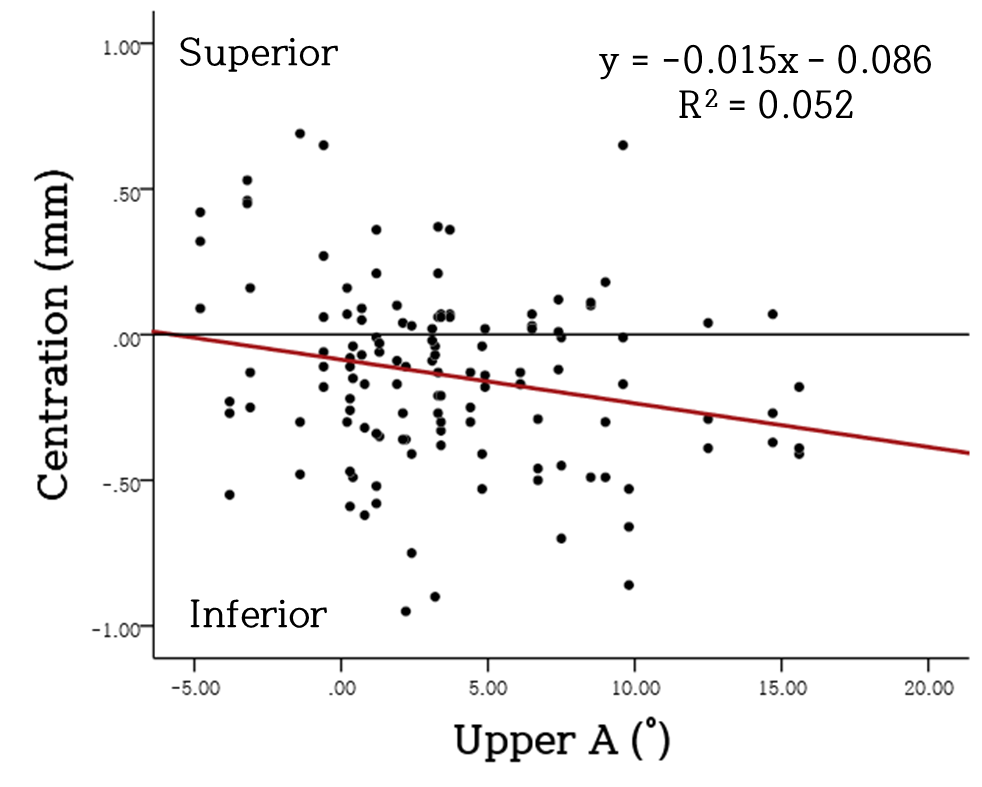 Superior
y = −0.015x − 0.086
R² = 0.052
1.00
.50
.00
-.50
-1.00
Centration (mm)
Inferior
-5.00 .00 5.00 10.00 15.00 20.00
Upper A (°)